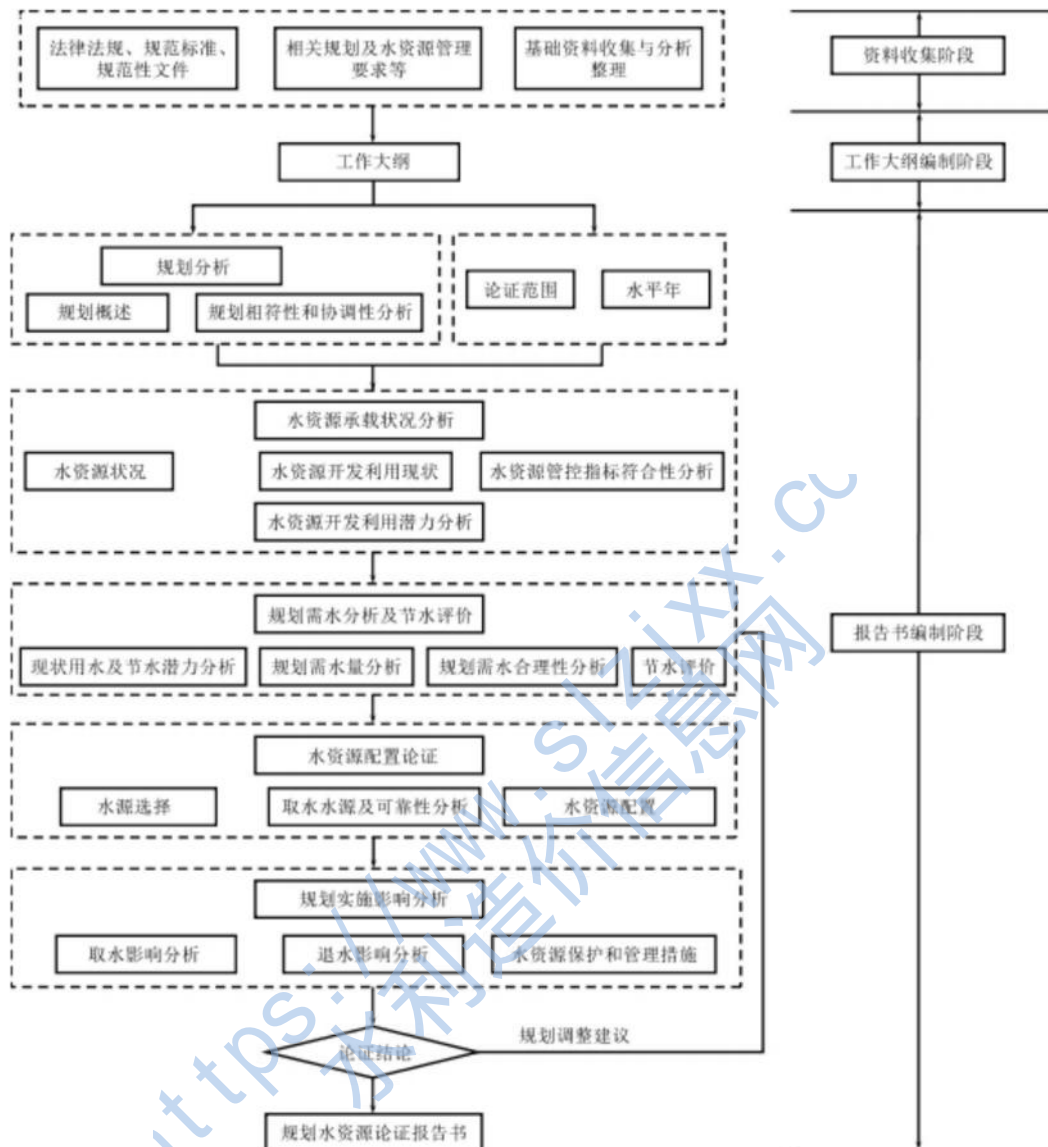 法律法规、规范标准、
规范性文件
相关规划及水资源管理
要求等
基础资料收集与分析
整理
资料收集阶段
工作大纲
工作大纲编制阶段
规划分析
规划概述
规划相符性和协调性分析
论证范围
水平年
水资源承载状况分析
水资源状况
水资源开发利用现状
水资源管控指标符合性分析
水资源开发利用潜力分析
规划需水分析及节水评价
现状用水及节水潜力分析
规划需水量分析
规划需水合理性分析
节水评价
报告书编制阶段
水资源配置论证
水源选择
取水水源及可靠性分析
水资源配置
规划实施影响分析
取水影响分析
退水影响分析
水资源保护和管理措施
论证结论
规划调整建议
规划水资源论证报告书
https://www.slzjxx.co
水利造价信息网